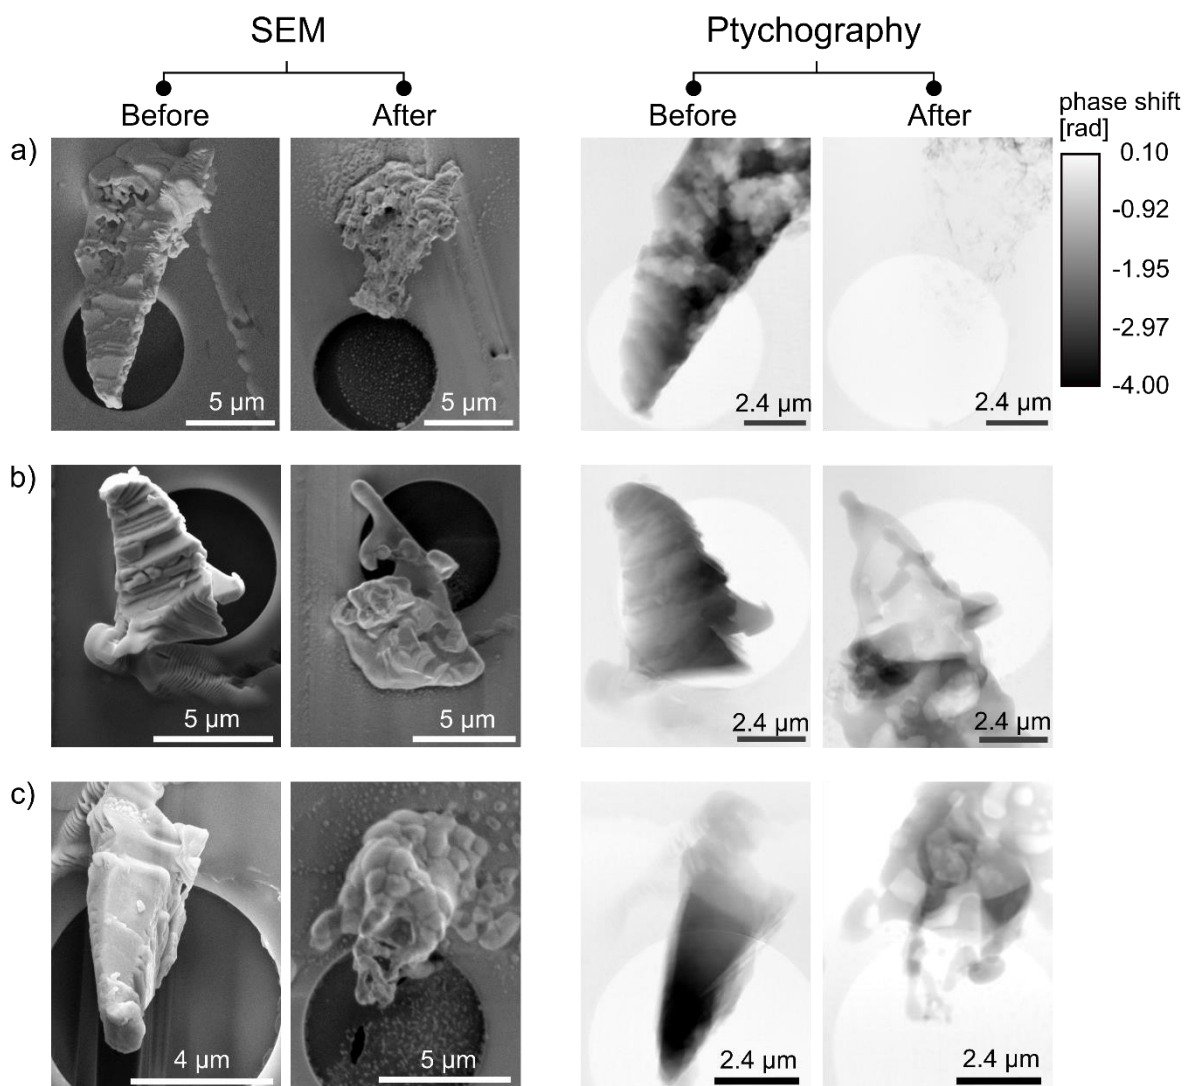 SEM
Ptychography
Before
After
Before
After
phase shift
[rad]
0.10
-0.92
-1.95
-2.97
-4.00
a)
5 µm
5 µm
2.4 µm
2.4 µm
b)
5 µm
5 µm
2.4 µm
2.4 µm
c)
4 µm
5 µm
2.4 µm
2.4 µm